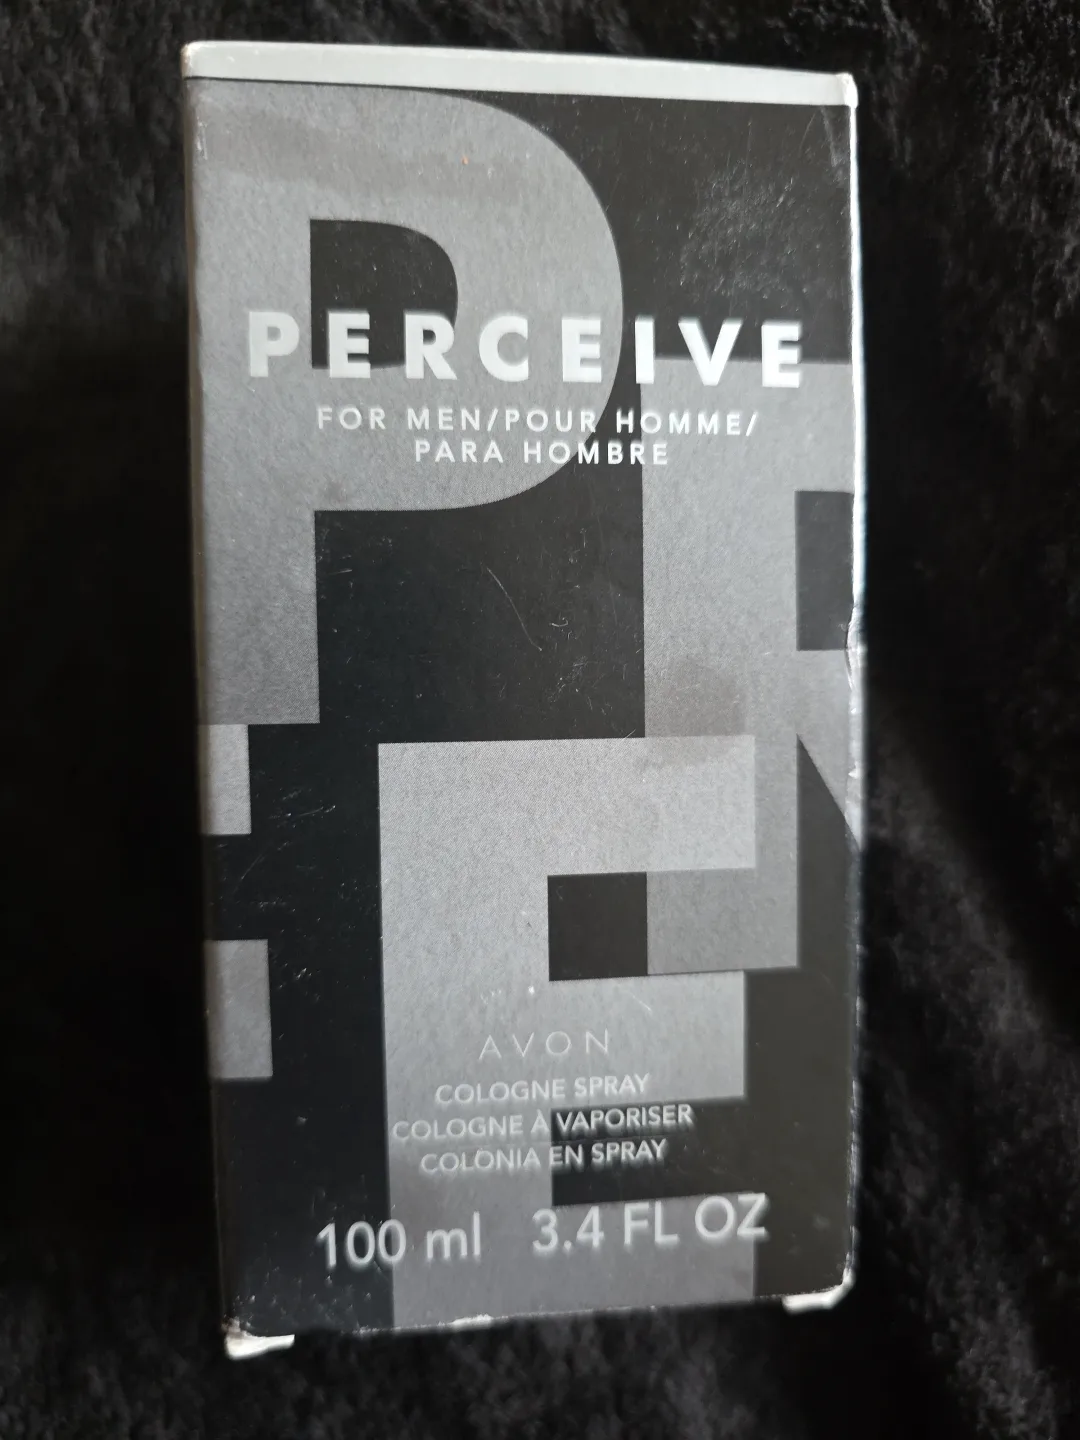 PERCEIVE
FOR MEN/POUR HOMME/
PARA HOMBRE
AVON
COLOGNE SPRAY
COLOGNE À VAPORISER
COLONIA EN SPRAY
100 ml 3.4 FL OZ